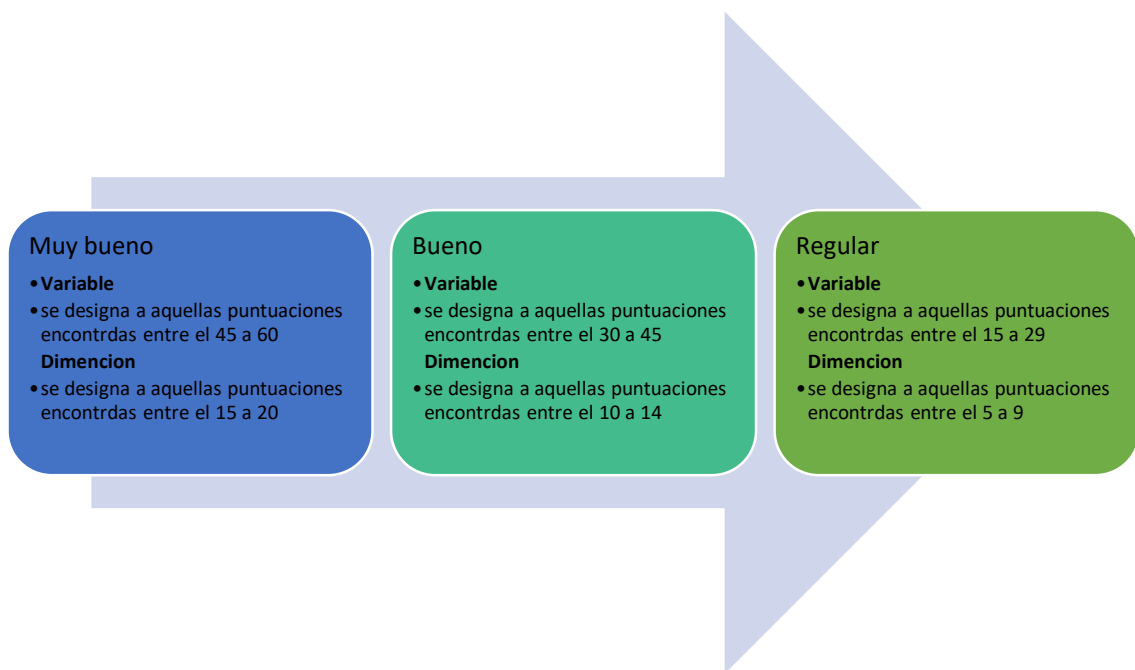 Muy bueno
•Variable
•se designa a aquellas puntuaciones
encontrdas entre el 45 a 60
Dimencion
•se designa a aquellas puntuaciones
encontrdas entre el 15 a 20
Bueno
•Variable
•se designa a aquellas puntuaciones
encontrdas entre el 30 a 45
Dimencion
•se designa a aquellas puntuaciones
encontrdas entre el 10 a 14
Regular
•Variable
•se designa a aquellas puntuaciones
encontrdas entre el 15 a 29
Dimencion
•se designa a aquellas puntuaciones
encontrdas entre el 5 a 9